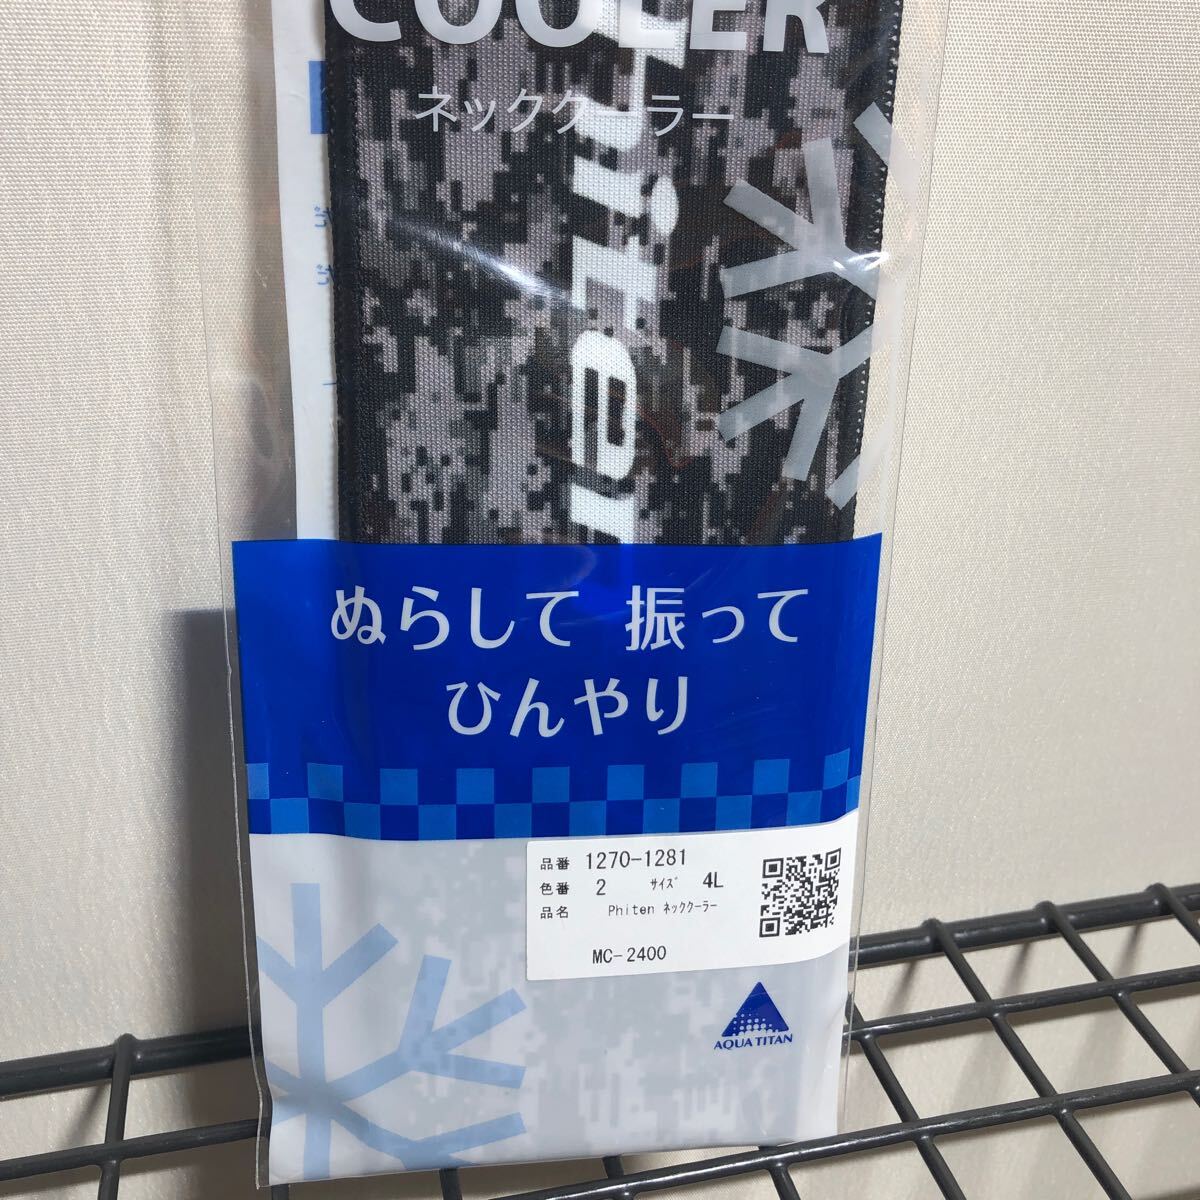 COOLER
ネッククーラー
phiten
ぬらして 振って
ひんやり
品番 1270-1281
色番 2 ｻｲｽﾞ 4L
品名 Phiten ﾈｯｸｸｰﾗｰ
MC-2400
AQUA TITAN